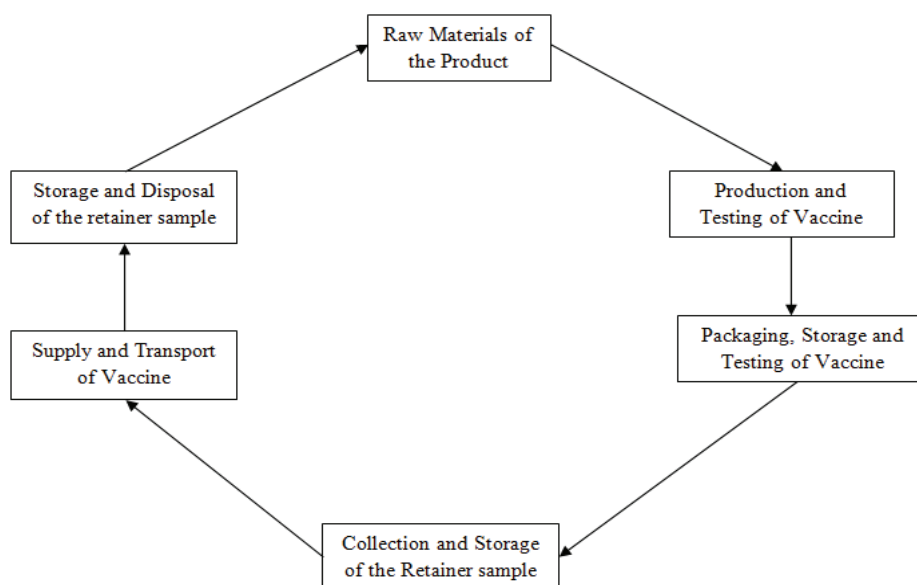 Raw Materials of
the Product
Production and
Testing of Vaccine
Packaging, Storage and
Testing of Vaccine
Collection and Storage
of the Retainer sample
Supply and Transport
of Vaccine
Storage and Disposal
of the retainer sample